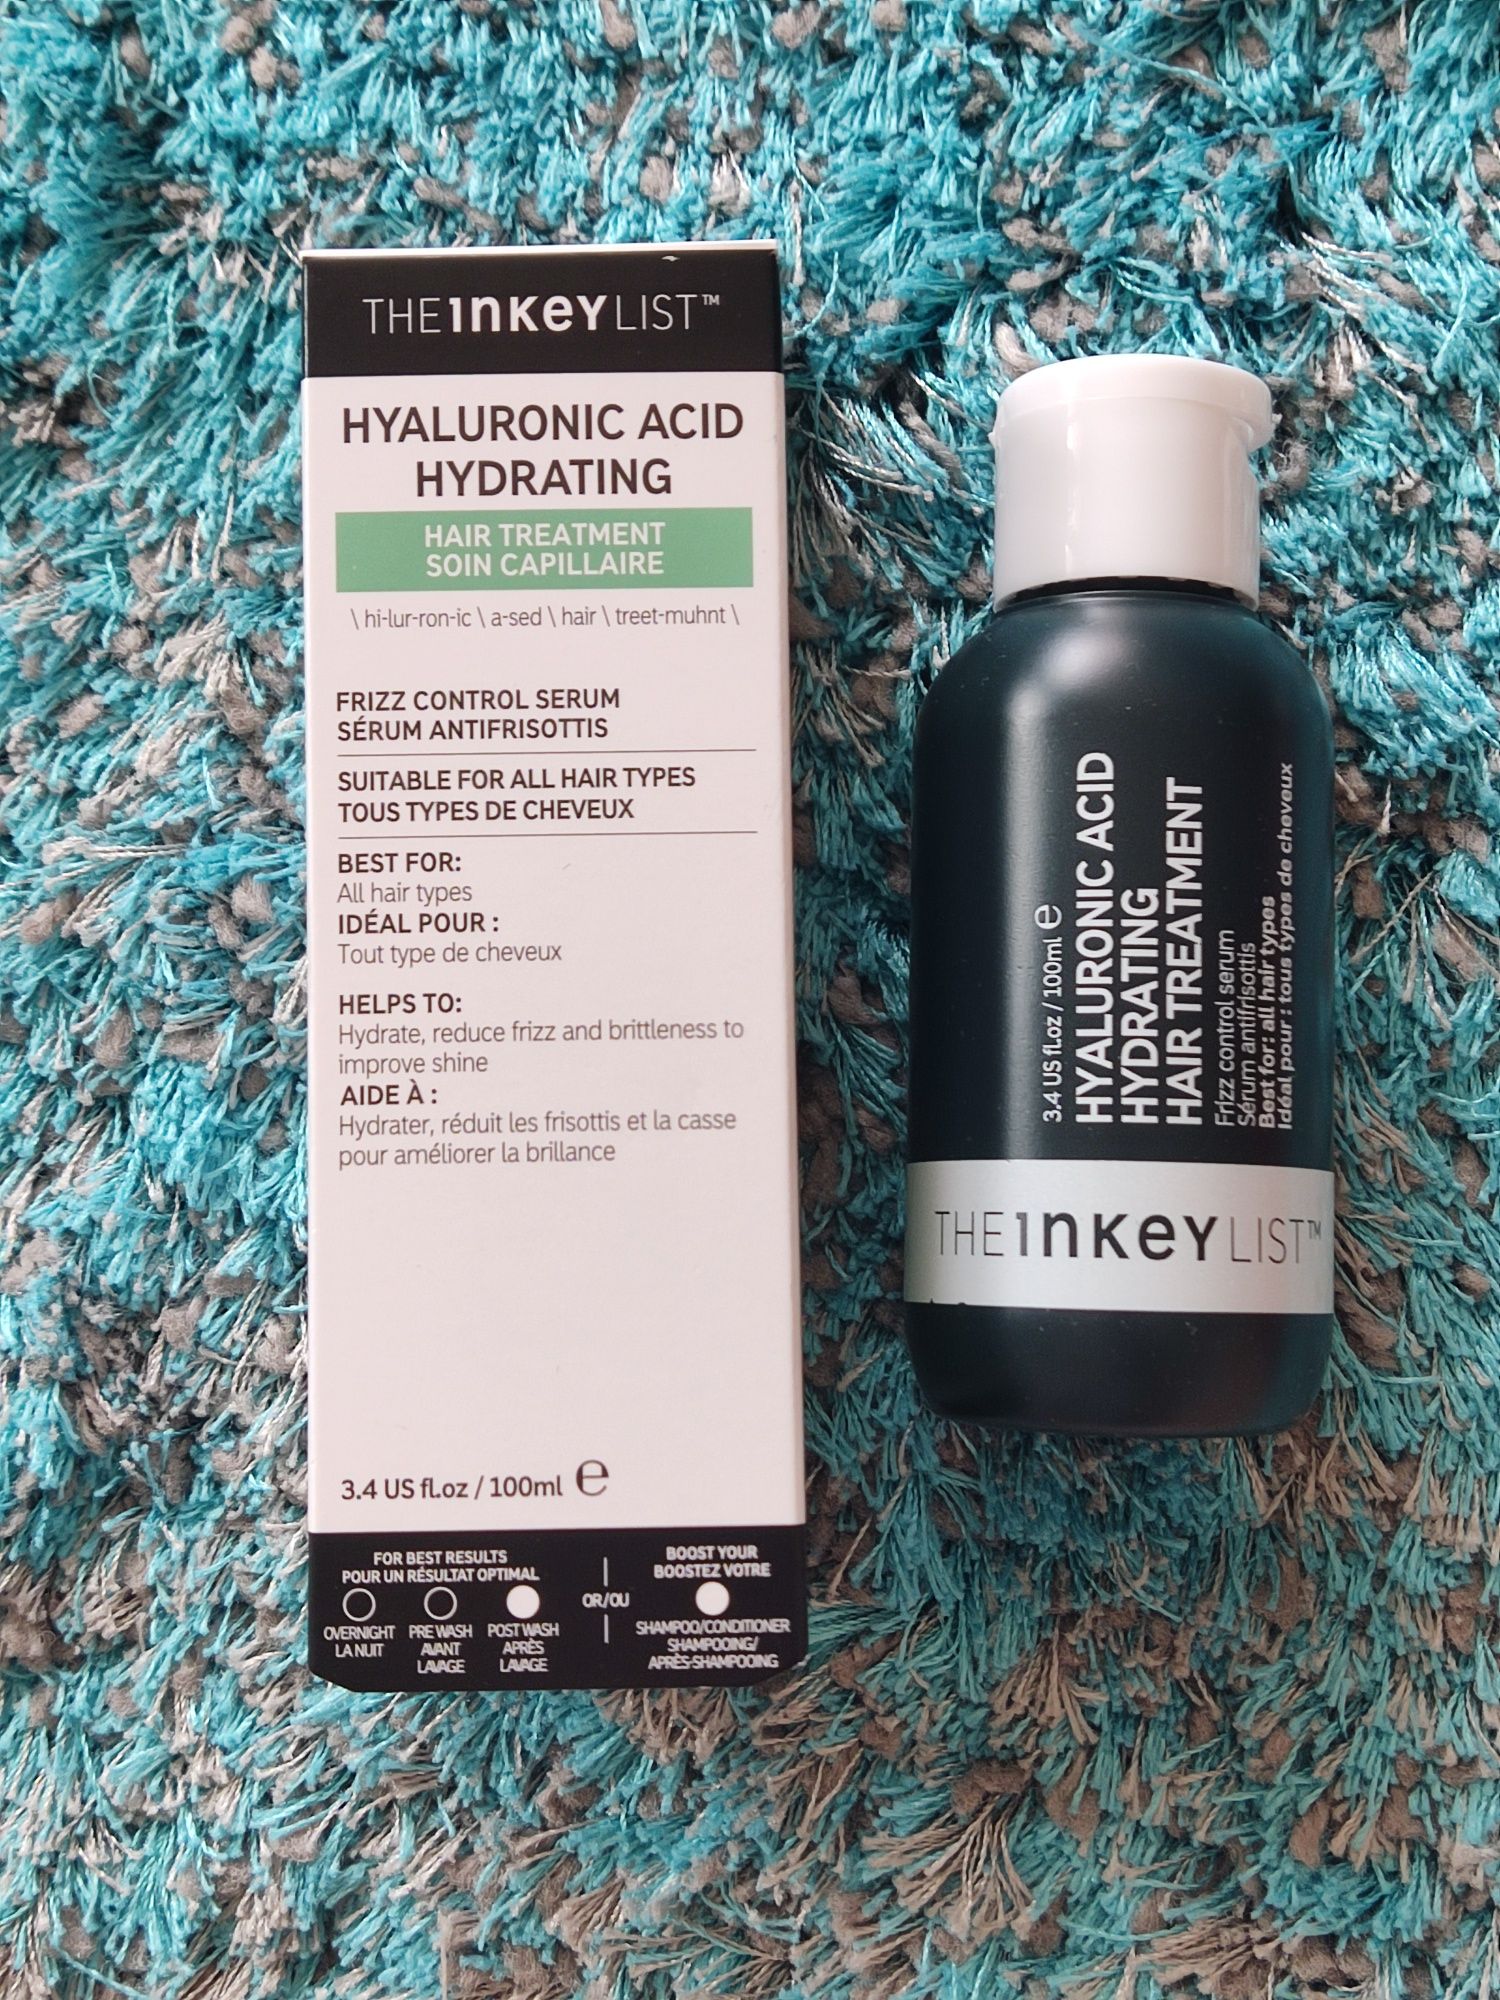 THE INKEY LIST™
HYALURONIC ACID
HYDRATING
HAIR TREATMENT
SOIN CAPILLAIRE
\ hi-lur-ron-ic \ a-sed \ hair \ treet-muhnt \
FRIZZ CONTROL SERUM
SÉRUM ANTIFRISOTTIS
SUITABLE FOR ALL HAIR TYPES
TOUS TYPES DE CHEVEUX
BEST FOR:
All hair types
IDÉAL POUR :
Tout type de cheveux
HELPS TO:
Hydrate, reduce frizz and brittleness to
improve shine
AIDE À :
Hydrater, réduit les frisottis et la casse
pour améliorer la brillance
3.4 US fl.oz / 100ml e
FOR BEST RESULTS
POUR UN RÉSULTAT OPTIMAL
OVERNIGHT
LA NUIT
PRE WASH
AVANT
LAVAGE
POST WASH
APRÈS
LAVAGE
OR/OU
BOOST YOUR
BOOSTEZ VOTRE
SHAMPOO/CONDITIONER
SHAMPOOING/
APRÈS-SHAMPOOING
3.4 US fl.oz / 100ml e
HYALURONIC ACID
HYDRATING
HAIR TREATMENT
Frizz control serum
Sérum antifrisottis
Best for: all hair types
Idéal pour : tous types de cheveux
THE INKEY LIST™